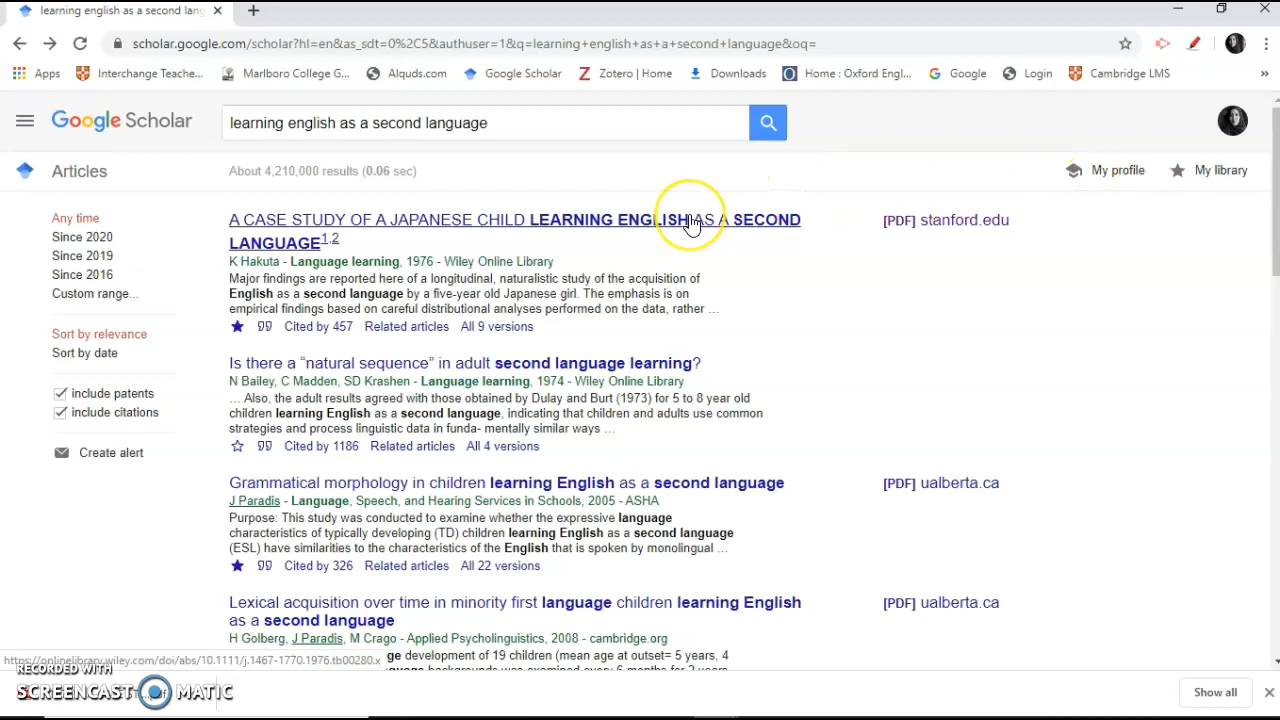 learning english as a second lang
scholar.google.com/scholar?hl=en&as_sdt=0%2C5&authuser=1&q=learning+english+as+a+second+language&oq=
Apps Interchange Teache... Marlboro College G... Alquds.com Google Scholar Zotero | Home Downloads Home : Oxford Engl... Google Login Cambridge LMS »
Google Scholar learning english as a second language
Articles About 4,210,000 results (0.06 sec) My profile My library
Any time
Since 2020
Since 2019
Since 2016
Custom range...
Sort by relevance
Sort by date
include patents
include citations
Create alert
A CASE STUDY OF A JAPANESE CHILD LEARNING ENGLISH AS A SECOND
LANGUAGE1,2
K Hakuta - Language learning, 1976 - Wiley Online Library
Major findings are reported here of a longitudinal, naturalistic study of the acquisition of
English as a second language by a five-year old Japanese girl. The emphasis is on
empirical findings based on careful distributional analyses performed on the data, rather ...
Cited by 457 Related articles All 9 versions
[PDF] stanford.edu
Is there a “natural sequence” in adult second language learning?
N Bailey, C Madden, SD Krashen - Language learning, 1974 - Wiley Online Library
... Also, the adult results agreed with those obtained by Dulay and Burt (1973) for 5 to 8 year old
children learning English as a second language, indicating that children and adults use common
strategies and process linguistic data in funda- mentally similar ways ...
Cited by 1186 Related articles All 4 versions
Grammatical morphology in children learning English as a second language
J Paradis - Language, Speech, and Hearing Services in Schools, 2005 - ASHA
Purpose: This study was conducted to examine whether the expressive language
characteristics of typically developing (TD) children learning English as a second language
(ESL) have similarities to the characteristics of the English that is spoken by monolingual ...
Cited by 326 Related articles All 22 versions
[PDF] ualberta.ca
Lexical acquisition over time in minority first language children learning English
as a second language
H Golberg, J Paradis, M Crago - Applied Psycholinguistics, 2008 - cambridge.org
development of 19 children (mean age at outset= 5 years, 4
[PDF] ualberta.ca
https://onlinelibrary.wiley.com/doi/abs/10.1111/j.1467-1770.1976.tb00280.x
RECORDED WITH
SCREENCAST MATIC
Show all